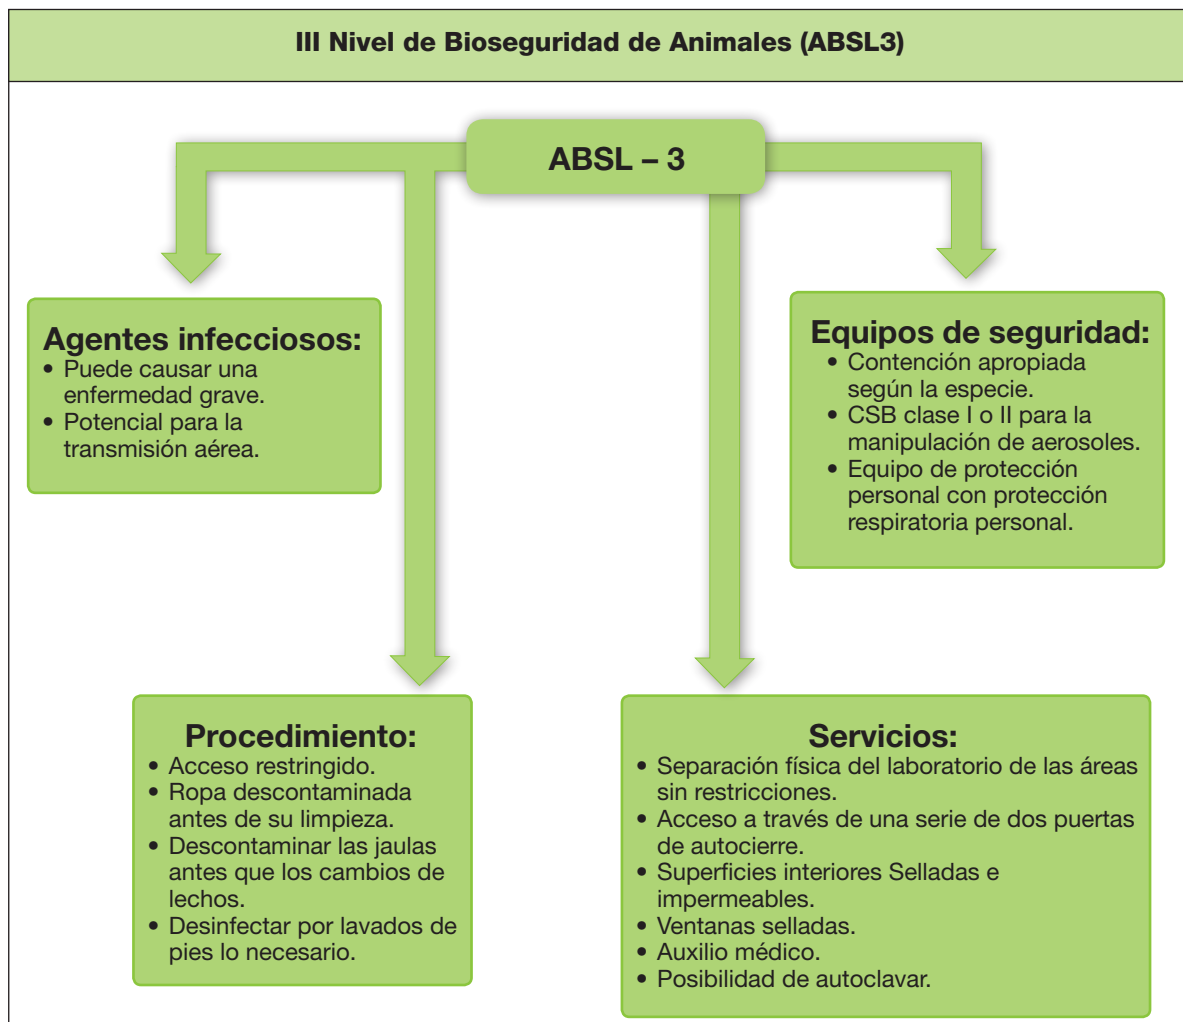 III Nivel de Bioseguridad de Animales (ABSL3)
ABSL – 3
Agentes infecciosos:
• Puede causar una
enfermedad grave.
• Potencial para la
transmisión aérea.
Equipos de seguridad:
• Contención apropiada
según la especie.
• CSB clase I o II para la
manipulación de aerosoles.
• Equipo de protección
personal con protección
respiratoria personal.
Procedimiento:
• Acceso restringido.
• Ropa descontaminada
antes de su limpieza.
• Descontaminar las jaulas
antes que los cambios de
lechos.
• Desinfectar por lavados de
pies lo necesario.
Servicios:
• Separación física del laboratorio de las áreas
sin restricciones.
• Acceso a través de una serie de dos puertas
de autocierre.
• Superficies interiores Selladas e
impermeables.
• Ventanas selladas.
• Auxilio médico.
• Posibilidad de autoclavar.